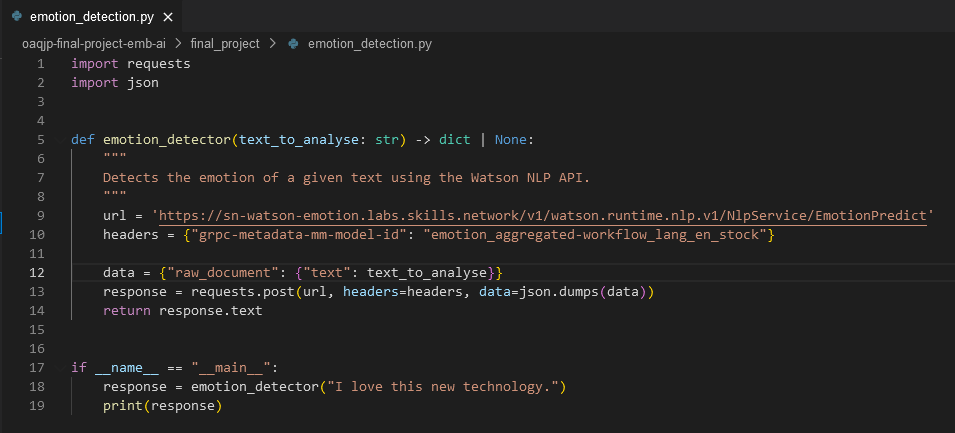 emotion_detection.py ×
oaqjp-final-project-emb-ai > final_project > emotion_detection.py
1 import requests
2 import json
3
4
5 def emotion_detector(text_to_analyse: str) -> dict | None:
6     """
7     Detects the emotion of a given text using the Watson NLP API.
8     """
9     url = 'https://sn-watson-emotion.labs.skills.network/v1/watson.runtime.nlp.v1/NlpService/EmotionPredict'
10     headers = {"grpc-metadata-mm-model-id": "emotion_aggregated-workflow_lang_en_stock"}
11
12     data = {"raw_document": {"text": text_to_analyse}}
13     response = requests.post(url, headers=headers, data=json.dumps(data))
14     return response.text
15
16
17 if __name__ == "__main__":
18     response = emotion_detector("I love this new technology.")
19     print(response)